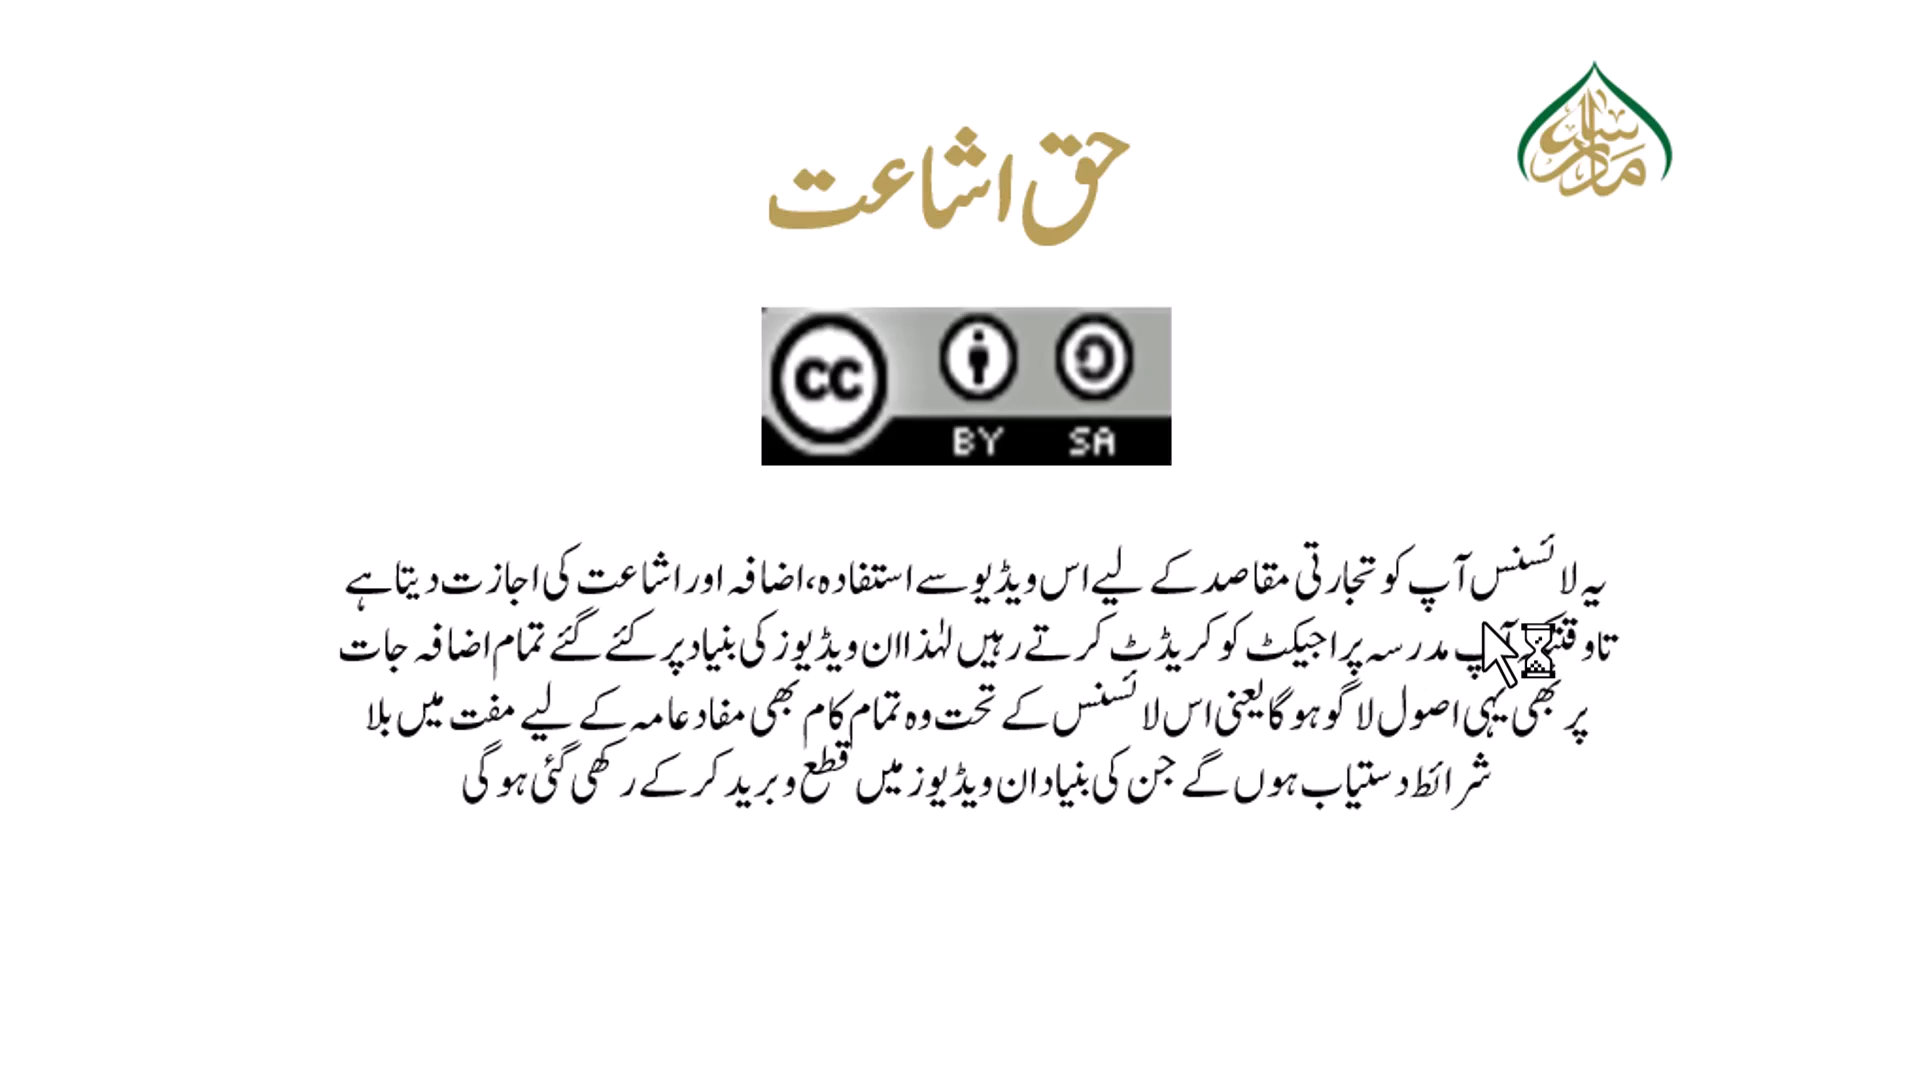 حق اشاعت
cc
BY SA
یہ لائسنس آپ کو تجارتی مقاصد کے لیے اس ویڈیو سے استفادہ، اضافہ اور اشاعت کی اجازت دیتا ہے
تاوقتیکہ آپ مدرسہ پراجیکٹ کو کریڈٹ کرتے رہیں لہٰذا ان ویڈیوز کی بنیاد پر کئے گئے تمام اضافہ جات
پر بھی یہی اصول لاگو ہوگا یعنی اس لائسنس کے تحت وہ تمام کام بھی مفاد عامہ کے لیے مفت میں بلا
شرائط دستیاب ہوں گے جن کی بنیاد ان ویڈیوز میں قطع و برید کر کے رکھی گئی ہو گی